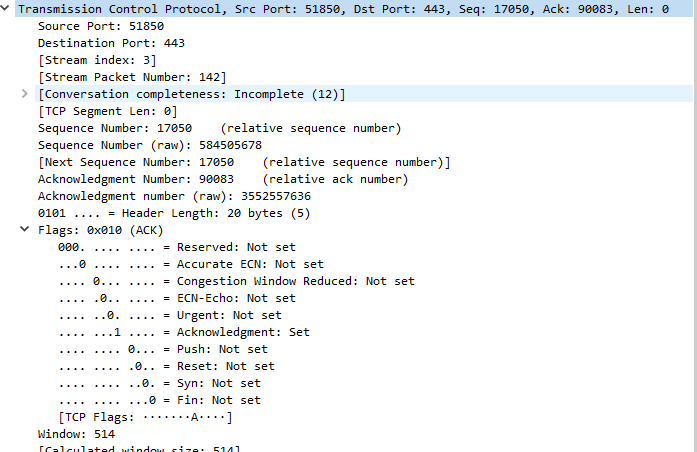 Transmission Control Protocol, Src Port: 51850, Dst Port: 443, Seq: 17050, Ack: 90083, Len: 0
Source Port: 51850
Destination Port: 443
[Stream index: 3]
[Stream Packet Number: 142]
[Conversation completeness: Incomplete (12)]
[TCP Segment Len: 0]
Sequence Number: 17050    (relative sequence number)
Sequence Number (raw): 584505678
[Next Sequence Number: 17050    (relative sequence number)]
Acknowledgment Number: 90083    (relative ack number)
Acknowledgment number (raw): 3552557636
0101 .... = Header Length: 20 bytes (5)
Flags: 0x010 (ACK)
000. .... .... = Reserved: Not set
...0 .... .... = Accurate ECN: Not set
.... 0... .... = Congestion Window Reduced: Not set
.... .0.. .... = ECN-Echo: Not set
.... ..0. .... = Urgent: Not set
.... ...1 .... = Acknowledgment: Set
.... .... 0... = Push: Not set
.... .... .0.. = Reset: Not set
.... .... ..0. = Syn: Not set
.... .... ...0 = Fin: Not set
[TCP Flags: ·······A····]
Window: 514
[Calculated window size: 514]